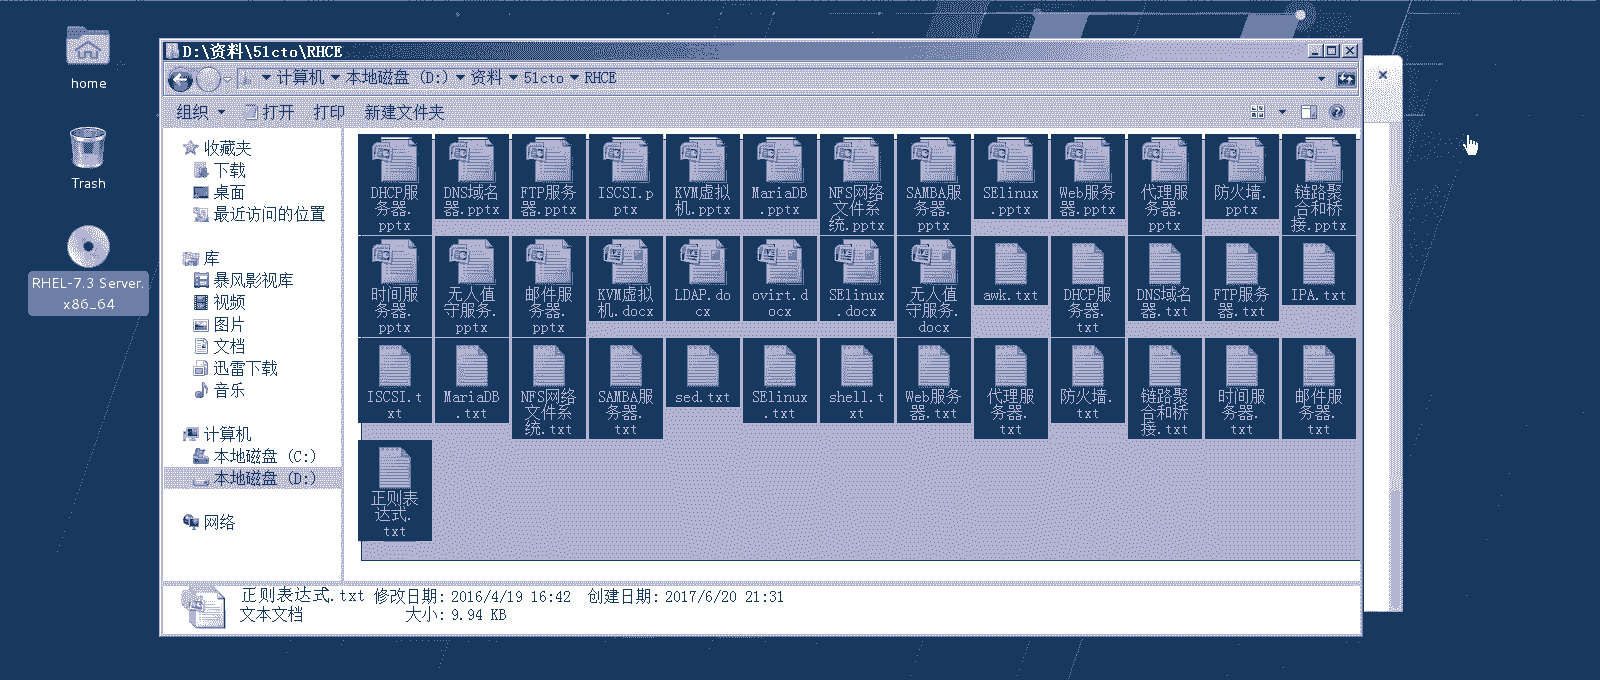 home
Trash
RHEL-7.3 Server.
x86_64
D:\资料\51cto\RHCE
计算机 本地磁盘 (D:) 资料 51cto RHCE
组织 打开 打印 新建文件夹
收藏夹
下载
桌面
最近访问的位置
库
暴风影视库
视频
图片
文档
迅雷下载
音乐
计算机
本地磁盘 (C:)
本地磁盘 (D:)
网络
DHCP服
务器.
pptx
DNS域名
器.pptx
FTP服务
器.pptx
ISCSI.p
ptx
KVM虚拟
机.pptx
MariaDB
.pptx
NFS网络
文件系
统.pptx
SAMBA服
务器.
pptx
SElinux
.pptx
Web服务
器.pptx
代理服
务器.
pptx
防火墙.
pptx
链路聚
合和桥
接.pptx
时间服
务器.
pptx
无人值
守服务.
pptx
邮件服
务器.
pptx
KVM虚拟
机.docx
LDAP.do
cx
ovirt.d
ocx
SElinux
.docx
无人值
守服务.
docx
awk.txt
DHCP服
务器.
txt
DNS域名
器.txt
FTP服务
器.txt
IPA.txt
ISCSI.t
xt
MariaDB
.txt
NFS网络
文件系
统.txt
SAMBA服
务器.
txt
sed.txt
SElinux
.txt
shell.t
xt
Web服务
器.txt
代理服
务器.
txt
防火墙.
txt
链路聚
合和桥
接.txt
时间服
务器.
txt
邮件服
务器.
txt
正则表
达式.
txt
正则表达式.txt 修改日期: 2016/4/19 16:42 创建日期: 2017/6/20 21:31
文本文档 大小: 9.94 KB